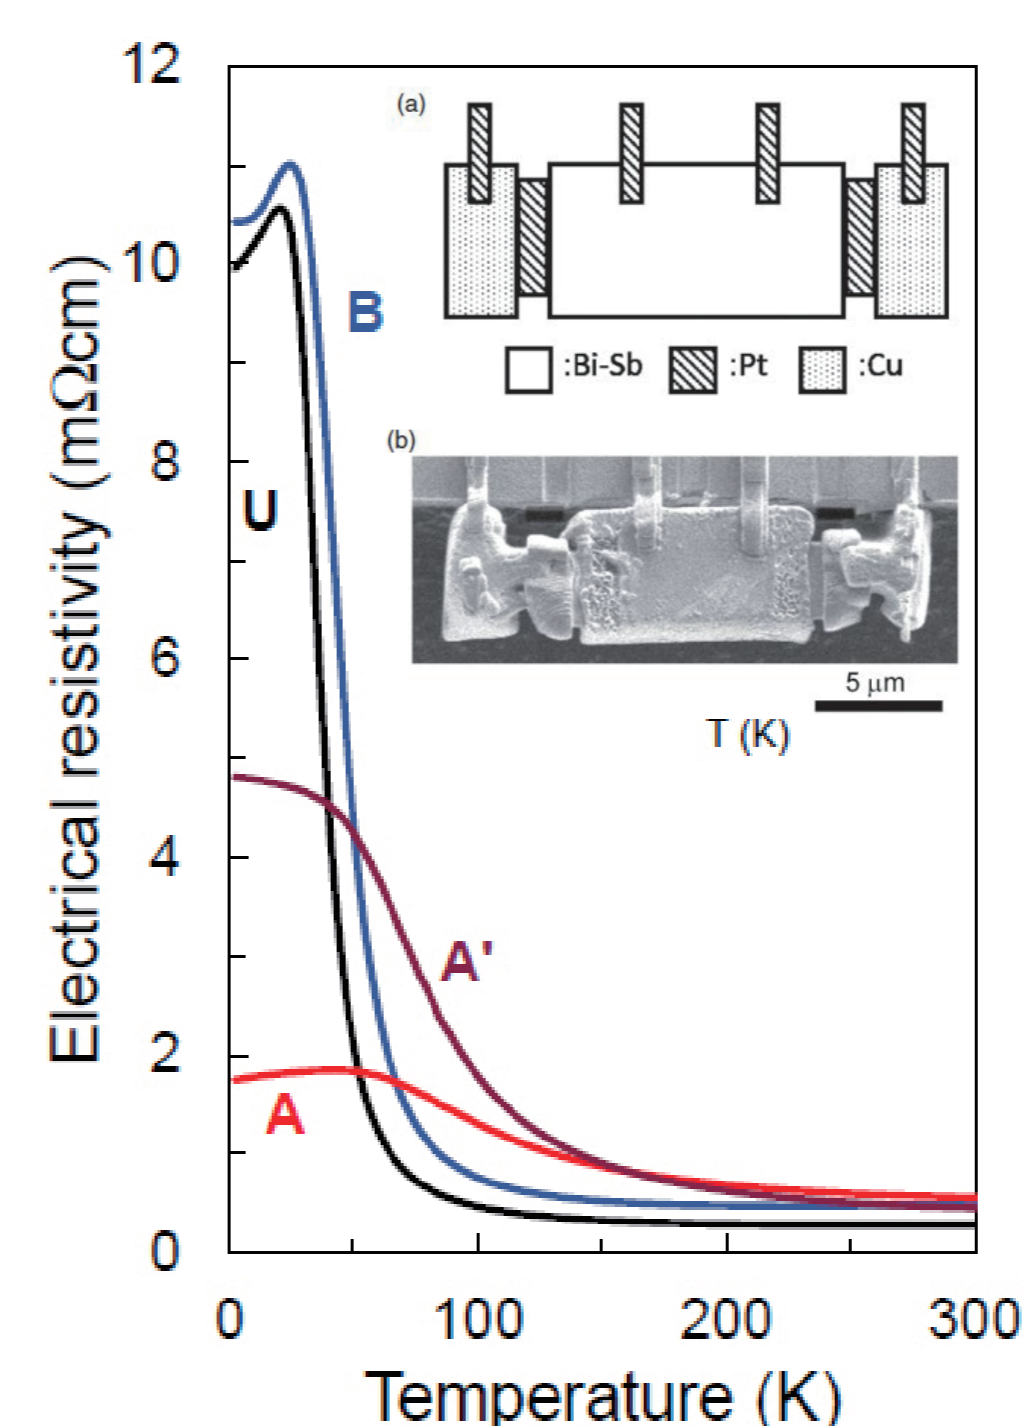 Electrical resistivity (mΩcm)
12
10
8
6
4
2
0
(a)
:Bi-Sb :Pt :Cu
(b)
5 μm
T (K)
B
U
A'
A
0 100 200 300
Temperature (K)